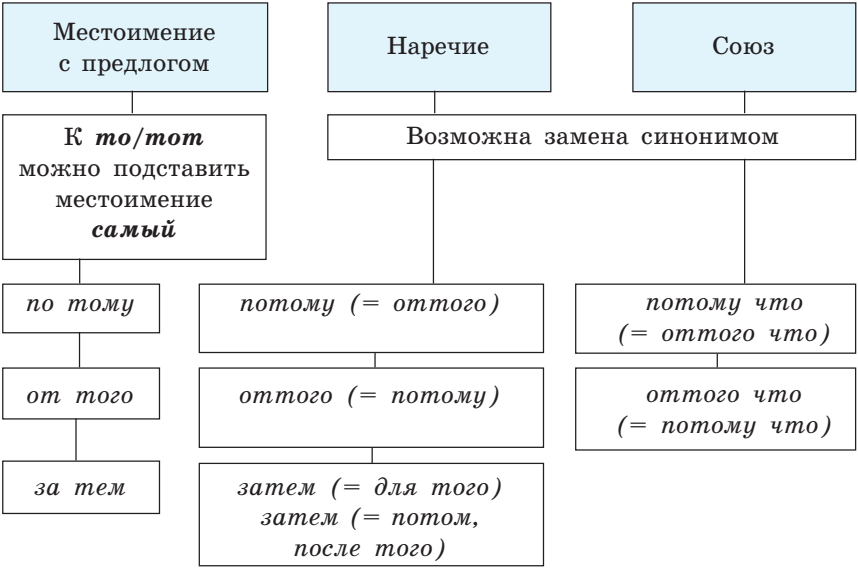 Местоимение
с предлогом
Наречие
Союз
К то/тот
можно подставить
местоимение
самый
Возможна замена синонимом
по тому
потому (= оттого)
потому что
(= оттого что)
от того
оттого (= потому)
оттого что
(= потому что)
за тем
затем (= для того)
затем (= потом,
после того)